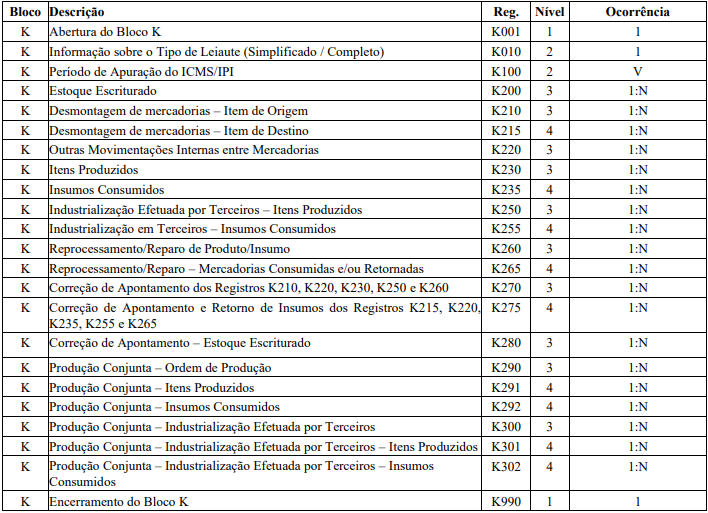 Bloco Descrição Reg. Nível Ocorrência
K Abertura do Bloco K K001 1 1
K Informação sobre o Tipo de Leiaute (Simplificado / Completo) K010 2 1
K Período de Apuração do ICMS/IPI K100 2 V
K Estoque Escriturado K200 3 1:N
K Desmontagem de mercadorias – Item de Origem K210 3 1:N
K Desmontagem de mercadorias – Item de Destino K215 4 1:N
K Outras Movimentações Internas entre Mercadorias K220 3 1:N
K Itens Produzidos K230 3 1:N
K Insumos Consumidos K235 4 1:N
K Industrialização Efetuada por Terceiros – Itens Produzidos K250 3 1:N
K Industrialização em Terceiros – Insumos Consumidos K255 4 1:N
K Reprocessamento/Reparo de Produto/Insumo K260 3 1:N
K Reprocessamento/Reparo – Mercadorias Consumidas e/ou Retornadas K265 4 1:N
K Correção de Apontamento dos Registros K210, K220, K230, K250 e K260 K270 3 1:N
K Correção de Apontamento e Retorno de Insumos dos Registros K215, K220, K275 4 1:N
K235, K255 e K265
K Correção de Apontamento – Estoque Escriturado K280 3 1:N
K Produção Conjunta – Ordem de Produção K290 3 1:N
K Produção Conjunta – Itens Produzidos K291 4 1:N
K Produção Conjunta – Insumos Consumidos K292 4 1:N
K Produção Conjunta – Industrialização Efetuada por Terceiros K300 3 1:N
K Produção Conjunta – Industrialização Efetuada por Terceiros – Itens Produzidos K301 4 1:N
K Produção Conjunta – Industrialização Efetuada por Terceiros – Insumos K302 4 1:N
Consumidos
K Encerramento do Bloco K K990 1 1